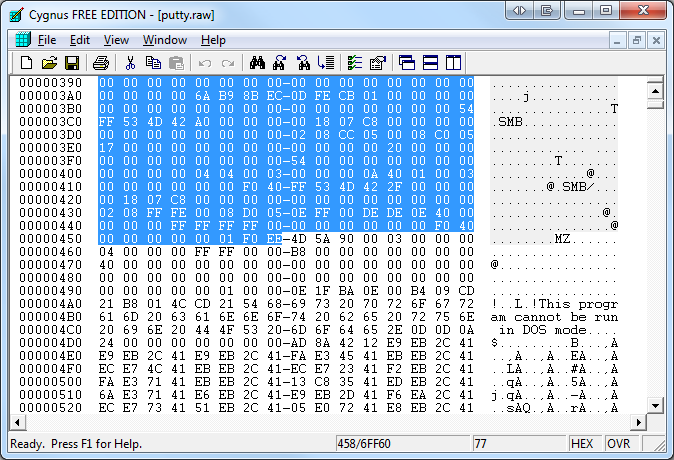 Cygnus FREE EDITION - [putty.raw]
File Edit View Window Help
00000390 00 00 00 00 00 00 00 00-00 00 00 00 00 00 00 00 ................
000003A0 00 00 00 00 6A B9 8B EC-0D FE CB 01 00 00 00 00 ....j...........
000003B0 00 00 00 00 00 00 00 00-00 00 00 00 00 00 00 54 ...............T
000003C0 FF 53 4D 42 A0 00 00 00-00 18 07 C8 00 00 00 00 .SMB............
000003D0 00 00 00 00 00 00 00 00-02 08 CC 05 00 08 C0 05 ................
000003E0 17 00 00 00 00 00 00 00-00 00 00 00 20 00 00 00 ............ ...
000003F0 00 00 00 00 00 00 00 00-54 00 00 00 00 00 00 00 ........T.......
00000400 00 00 00 00 04 04 00 03-00 00 00 0A 40 01 00 03 ............@...
00000410 00 00 00 00 00 00 F0 40-FF 53 4D 42 2F 00 00 00 .......@.SMB/...
00000420 00 18 07 C8 00 00 00 00-00 00 00 00 00 00 00 00 ................
00000430 02 08 FF FE 00 08 D0 05-0E FF 00 DE DE 0E 40 00 ..............@.
00000440 00 00 00 FF FF FF FF 00-00 00 00 00 00 00 F0 40 ...............@
00000450 00 00 00 00 00 01 F0 EE-4D 5A 90 00 03 00 00 00 ........MZ......
00000460 04 00 00 00 FF FF 00 00-B8 00 00 00 00 00 00 00 ................
00000470 40 00 00 00 00 00 00 00-00 00 00 00 00 00 00 00 @...............
00000480 00 00 00 00 00 00 00 00-00 00 00 00 00 00 00 00 ................
00000490 00 00 00 00 00 01 00 00-0E 1F BA 0E 00 B4 09 CD ................
000004A0 21 B8 01 4C CD 21 54 68-69 73 20 70 72 6F 67 72 !..L.!This progr
000004B0 61 6D 20 63 61 6E 6E 6F-74 20 62 65 20 72 75 6E am cannot be run
000004C0 20 69 6E 20 44 4F 53 20-6D 6F 64 65 2E 0D 0D 0A in DOS mode....
000004D0 24 00 00 00 00 00 00 00-AD 8A 42 12 E9 EB 2C 41 $.........B...,A
000004E0 E9 EB 2C 41 E9 EB 2C 41-FA E3 45 41 EB EB 2C 41 ..,A..,A..EA..,A
000004F0 EC E7 4C 41 EB EB 2C 41-EC E7 23 41 F2 EB 2C 41 ..LA..,A..#A..,A
00000500 FA E3 71 41 EB EB 2C 41-13 C8 35 41 ED EB 2C 41 ..qA..,A..5A..,A
00000510 6A E3 71 41 E6 EB 2C 41-E9 EB 2D 41 F6 EA 2C 41 j.qA..,A..-A..,A
00000520 EC E7 73 41 51 EB 2C 41-05 E0 72 41 E8 EB 2C 41 ..sAQ.,A..rA..,A
Ready. Press F1 for Help. 458/6FF60 77 HEX OVR